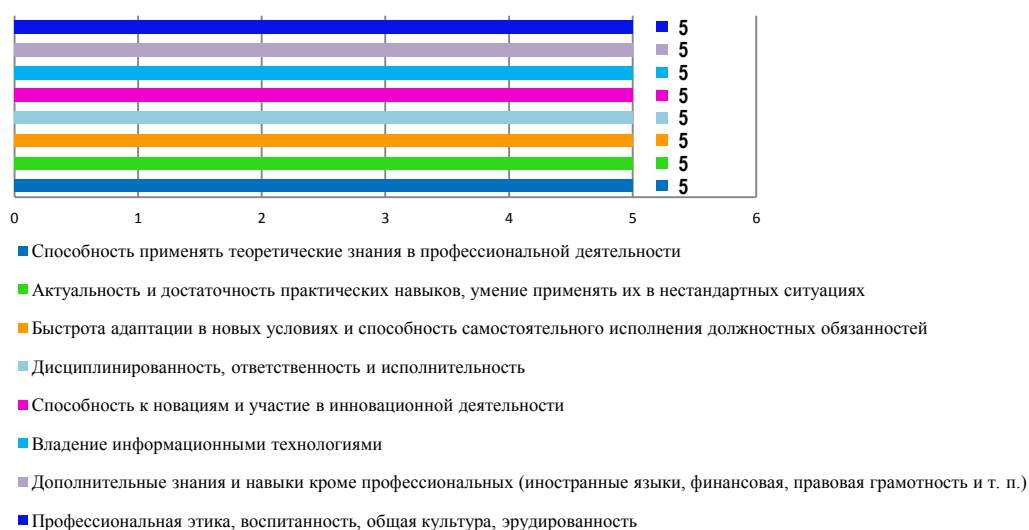 5
5
5
5
5
5
5
5
0 1 2 3 4 5 6
Способность применять теоретические знания в профессиональной деятельности
Актуальность и достаточность практических навыков, умение применять их в нестандартных ситуациях
Быстрота адаптации в новых условиях и способность самостоятельного исполнения должностных обязанностей
Дисциплинированность, ответственность и исполнительность
Способность к новациям и участие в инновационной деятельности
Владение информационными технологиями
Дополнительные знания и навыки кроме профессиональных (иностранные языки, финансовая, правовая грамотность и т. п.)
Профессиональная этика, воспитанность, общая культура, эрудированность